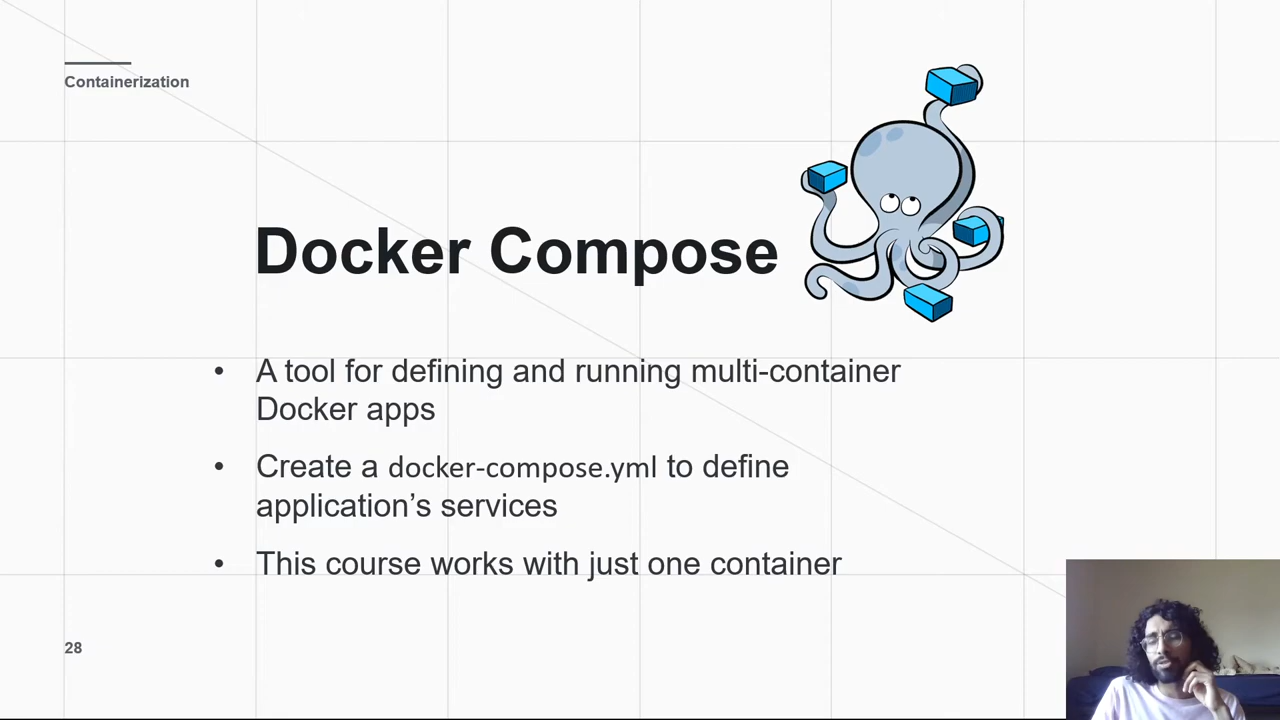 Containerization
Docker Compose
• A tool for defining and running multi-container
Docker apps
• Create a docker-compose.yml to define
application’s services
• This course works with just one container
28